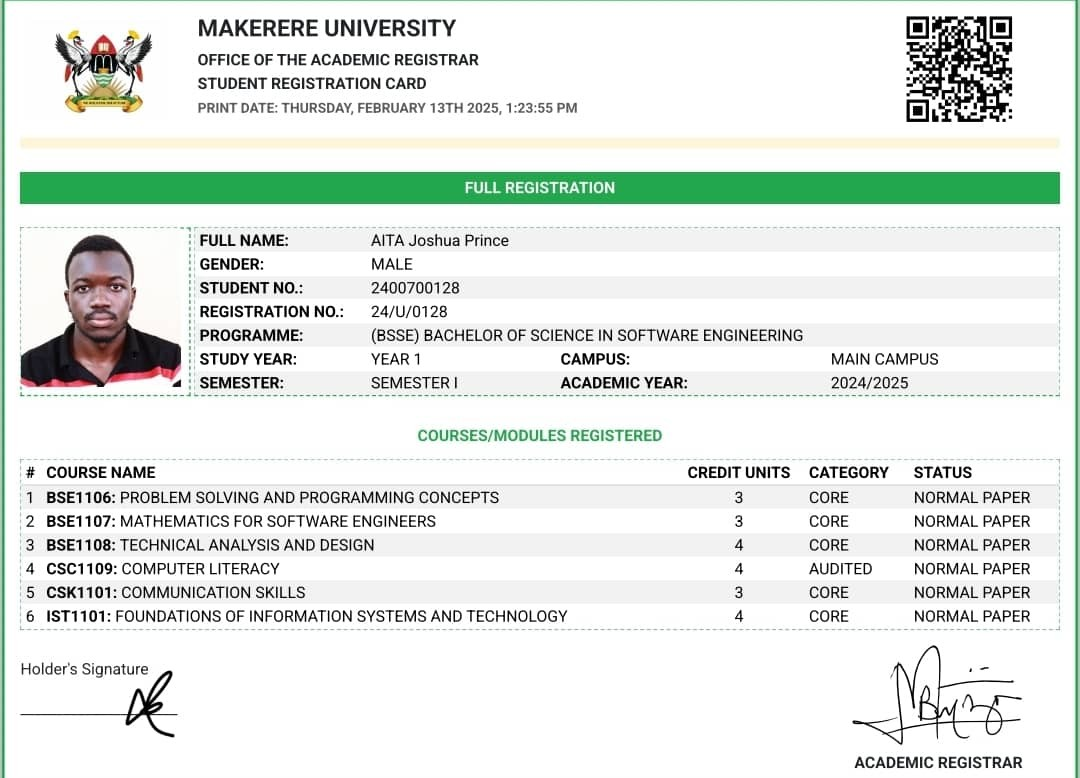 MAKERERE UNIVERSITY
OFFICE OF THE ACADEMIC REGISTRAR
STUDENT REGISTRATION CARD
PRINT DATE: THURSDAY, FEBRUARY 13TH 2025, 1:23:55 PM
FULL REGISTRATION
FULL NAME: AITA Joshua Prince
GENDER: MALE
STUDENT NO.: 2400700128
REGISTRATION NO.: 24/U/0128
PROGRAMME: (BSSE) BACHELOR OF SCIENCE IN SOFTWARE ENGINEERING
STUDY YEAR: YEAR 1 CAMPUS: MAIN CAMPUS
SEMESTER: SEMESTER I ACADEMIC YEAR: 2024/2025
COURSES/MODULES REGISTERED
# COURSE NAME CREDIT UNITS CATEGORY STATUS
1 BSE1106: PROBLEM SOLVING AND PROGRAMMING CONCEPTS 3 CORE NORMAL PAPER
2 BSE1107: MATHEMATICS FOR SOFTWARE ENGINEERS 3 CORE NORMAL PAPER
3 BSE1108: TECHNICAL ANALYSIS AND DESIGN 4 CORE NORMAL PAPER
4 CSC1109: COMPUTER LITERACY 4 AUDITED NORMAL PAPER
5 CSK1101: COMMUNICATION SKILLS 3 CORE NORMAL PAPER
6 IST1101: FOUNDATIONS OF INFORMATION SYSTEMS AND TECHNOLOGY 4 CORE NORMAL PAPER
Holder's Signature
ACADEMIC REGISTRAR